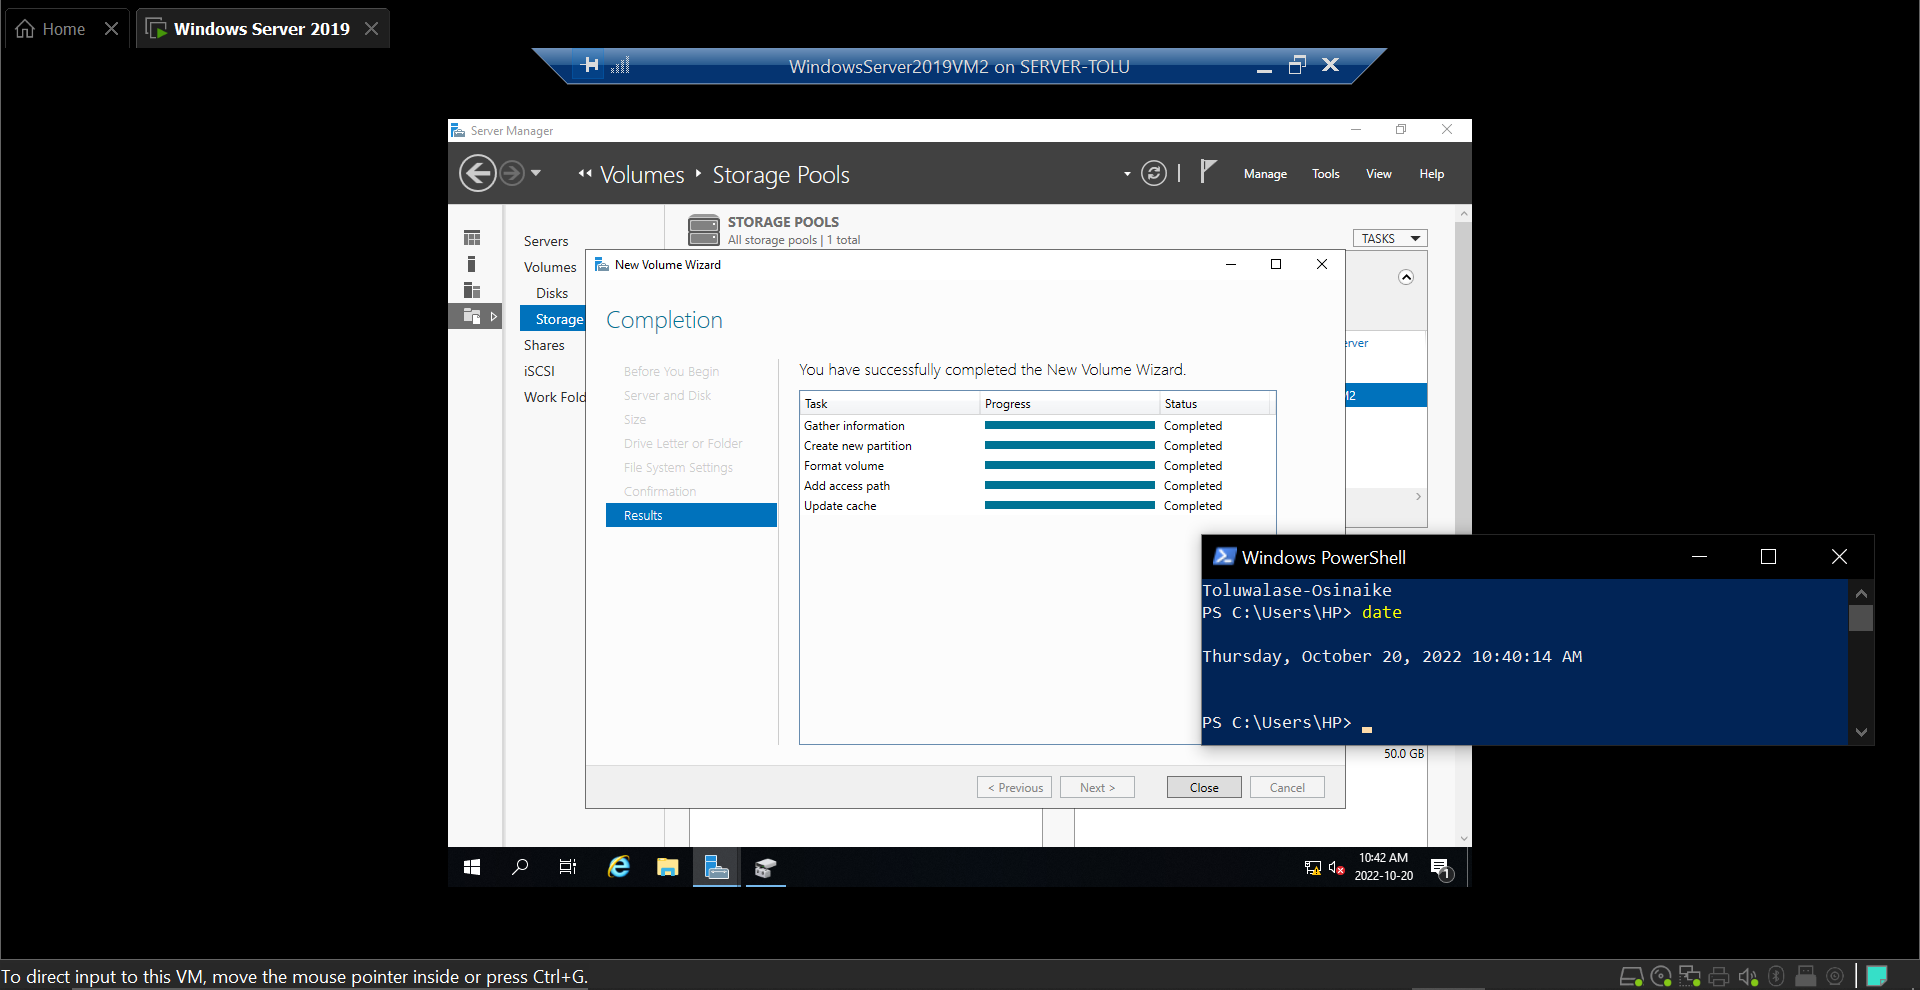 Home
Windows Server 2019
WindowsServer2019VM2 on SERVER-TOLU
Server Manager
Volumes
Storage Pools
Manage
Tools
View
Help
Servers
Volumes
Disks
Storage
Shares
iSCSI
Work Fold
STORAGE POOLS
All storage pools | 1 total
TASKS
erver
M2
New Volume Wizard
Completion
Before You Begin
Server and Disk
Size
Drive Letter or Folder
File System Settings
Confirmation
Results
You have successfully completed the New Volume Wizard.
Task Progress Status
Gather information Completed
Create new partition Completed
Format volume Completed
Add access path Completed
Update cache Completed
< Previous
Next >
Close
Cancel
Windows PowerShell
Toluwalase-Osinaike
PS C:\Users\HP> date
Thursday, October 20, 2022 10:40:14 AM
PS C:\Users\HP>
50.0 GB
10:42 AM
2022-10-20
1
To direct input to this VM, move the mouse pointer inside or press Ctrl+G.